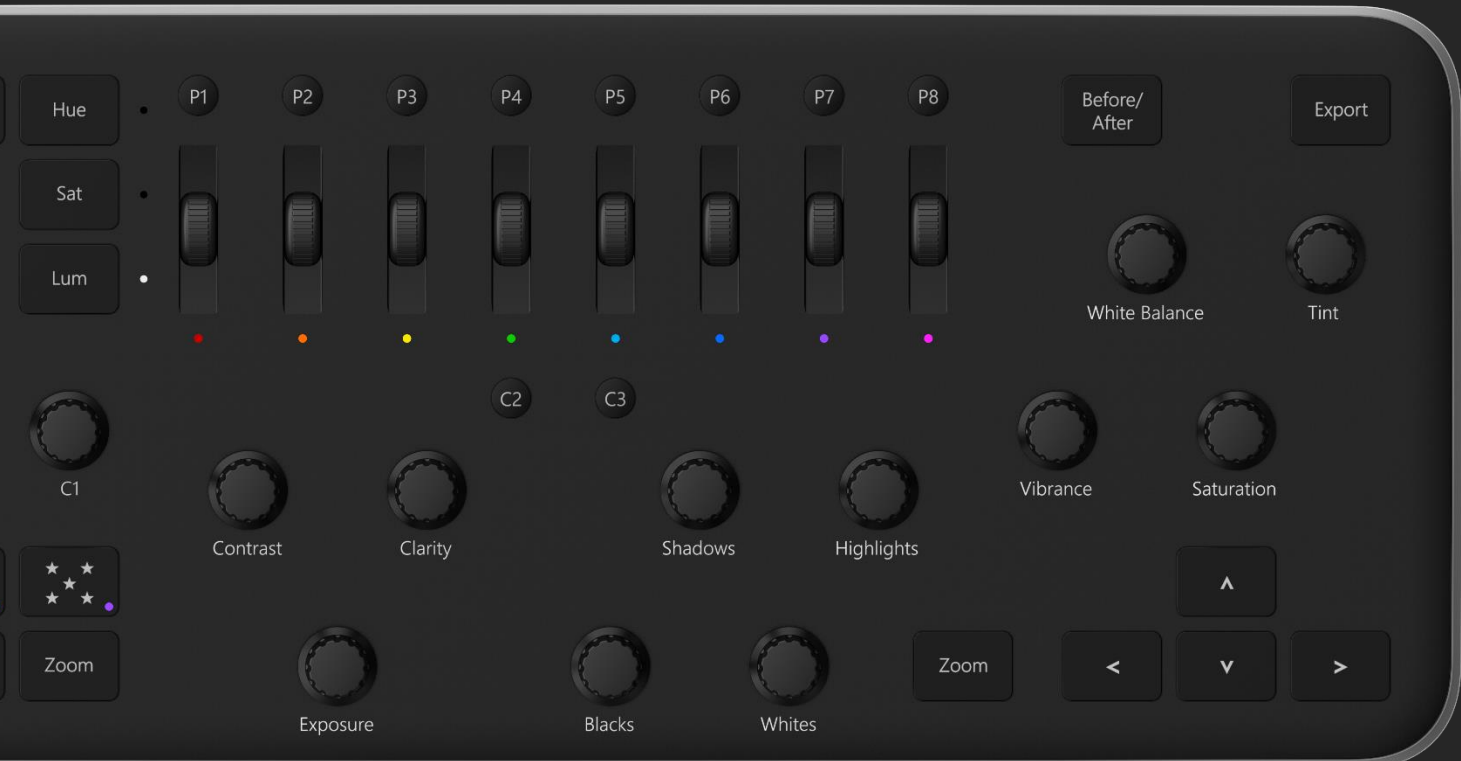 Hue
P1
P2
P3
P4
P5
P6
P7
P8
Before/
After
Export
Sat
Lum
White Balance
Tint
C2
C3
C1
Vibrance
Saturation
Contrast
Clarity
Shadows
Highlights
Zoom
Zoom
<
v
>
^
Exposure
Blacks
Whites